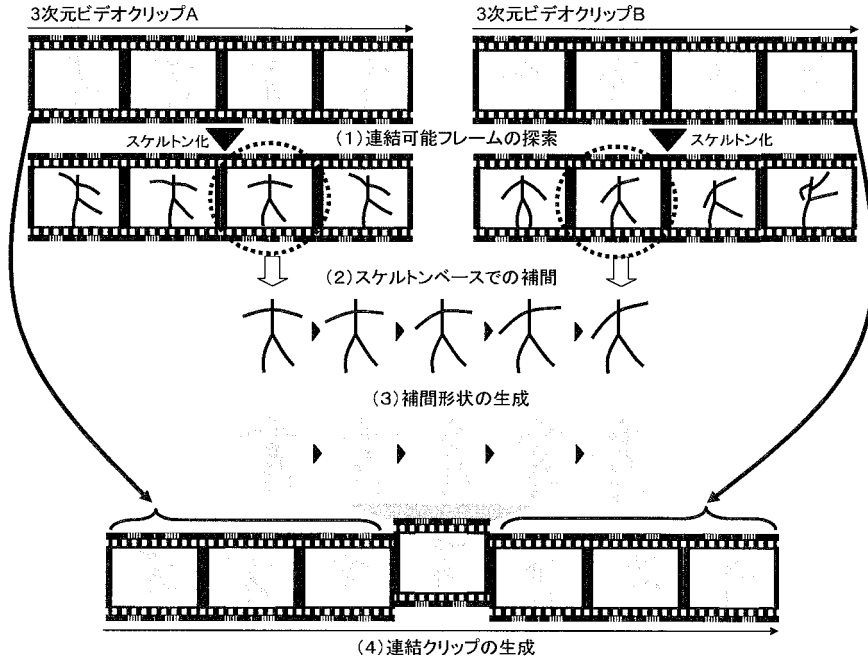 3次元ビデオクリップA
3次元ビデオクリップB
スケルトン化
(1)連結可能フレームの探索
スケルトン化
(2)スケルトンベースでの補間
(3)補間形状の生成
(4)連結クリップの生成